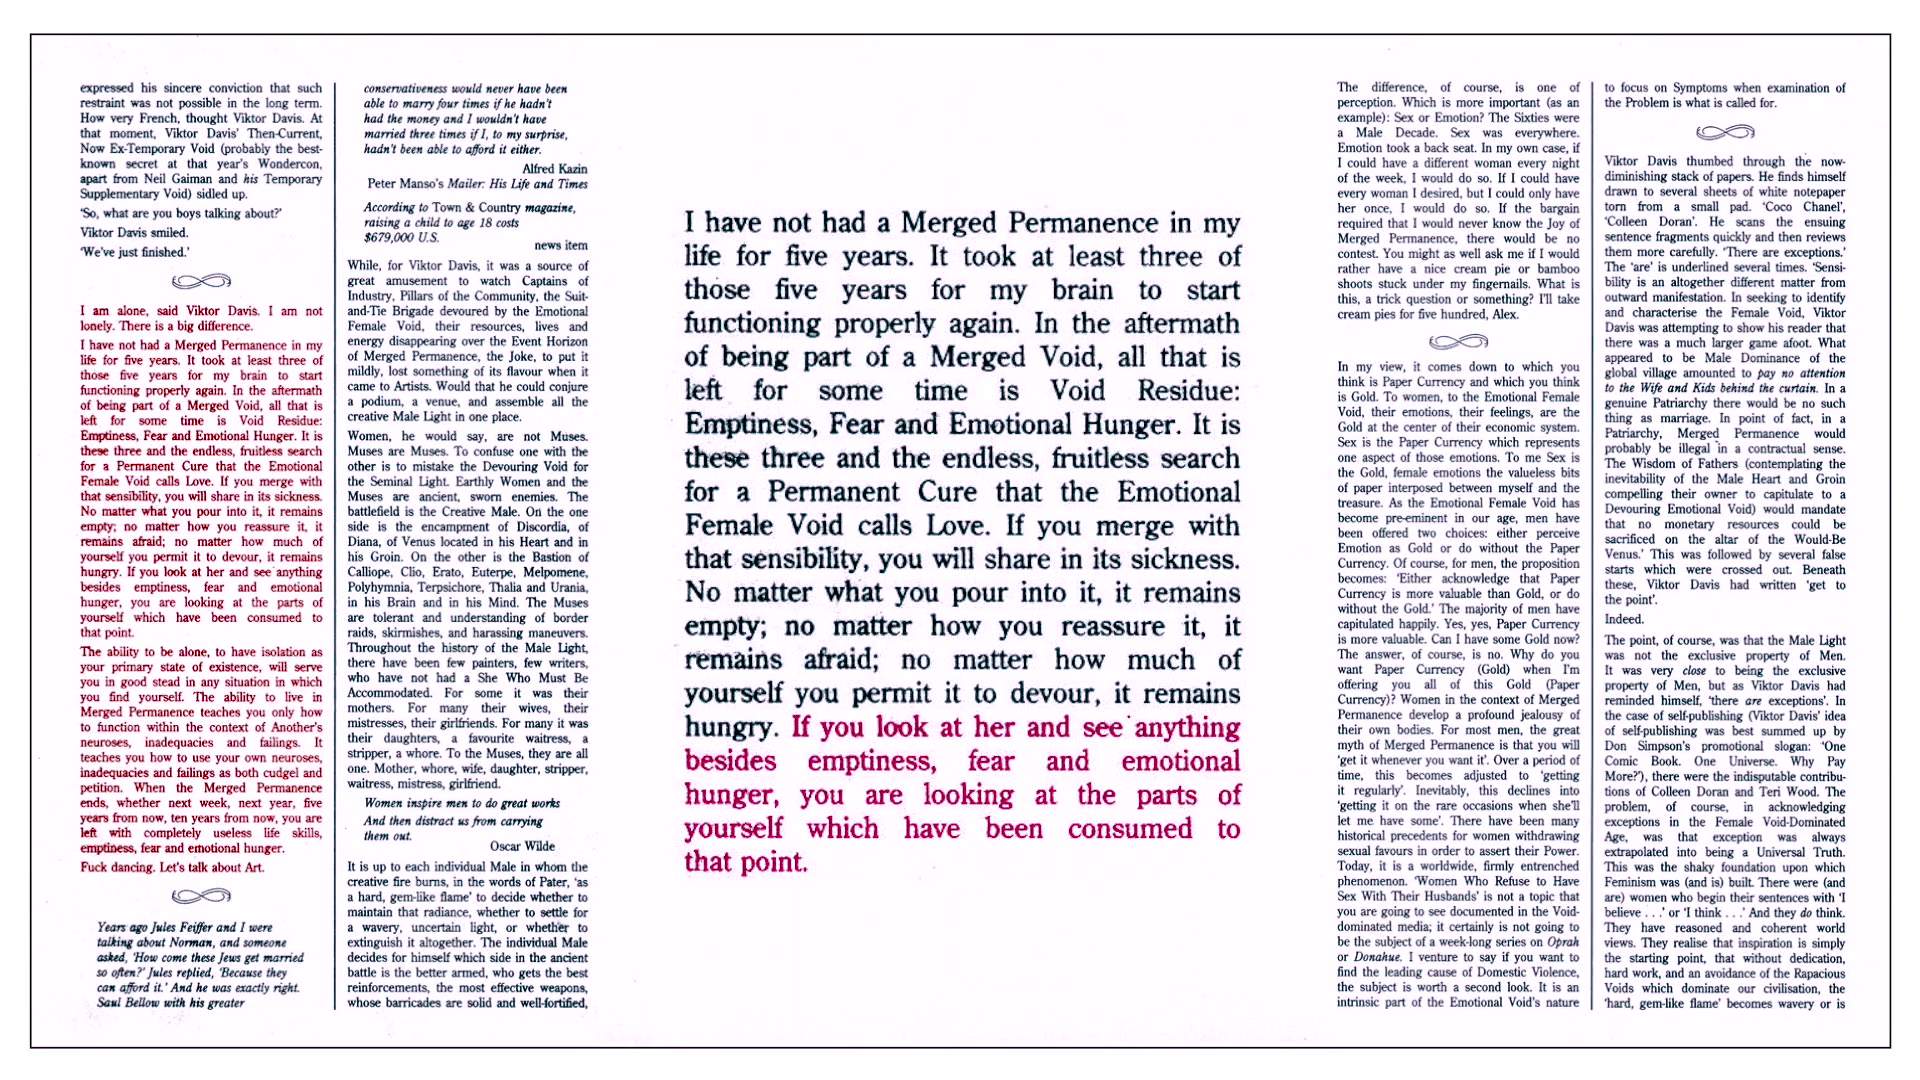 expressed his sincere conviction that such
restraint was not possible in the long term.
How very French, thought Viktor Davis. At
that moment, Viktor Davis' Then-Current,
Now Ex-Temporary Void (probably the best-
known secret at that year's Wondercon,
apart from Neil Gaiman and his Temporary
Supplementary Void) sidled up.
'So, what are you boys talking about?'
Viktor Davis smiled.
'We've just finished.'
I am alone, said Viktor Davis. I am not
lonely. There is a big difference.
I have not had a Merged Permanence in my
life for five years. It took at least three of
those five years for my brain to start
functioning properly again. In the aftermath
of being part of a Merged Void, all that is
left for some time is Void Residue:
Emptiness, Fear and Emotional Hunger. It is
these three and the endless, fruitless search
for a Permanent Cure that the Emotional
Female Void calls Love. If you merge with
that sensibility, you will share in its sickness.
No matter what you pour into it, it remains
empty; no matter how you reassure it, it
remains afraid; no matter how much of
yourself you permit it to devour, it remains
hungry. If you look at her and see anything
besides emptiness, fear and emotional
hunger, you are looking at the parts of
yourself which have been consumed to
that point.
The ability to be alone, to have isolation as
your primary state of existence, will serve
you in good stead in any situation in which
you find yourself. The ability to live in
Merged Permanence teaches you only how
to function within the context of Another's
neuroses, inadequacies and failings. It
teaches you how to use your own neuroses,
inadequacies and failings as both cudgel and
petition. When the Merged Permanence
ends, whether next week, next year, five
years from now, ten years from now, you are
left with completely useless life skills,
emptiness, fear and emotional hunger.
Fuck dancing. Let's talk about Art.
Years ago Jules Feiffer and I were
talking about Norman, and someone
asked, 'How come these Jews get married
so often?' Jules replied, 'Because they
can afford it.' And he was exactly right.
Saul Bellow with his greater
conservativeness would never have been
able to marry four times if he hadn't
had the money and I wouldn't have
married three times if I, to my surprise,
hadn't been able to afford it either.
Alfred Kazin
Peter Manso's Mailer: His Life and Times
According to Town & Country magazine,
raising a child to age 18 costs
$679,000 U.S.
news item
While, for Viktor Davis, it was a source of
great amusement to watch Captains of
Industry, Pillars of the Community, the Suit-
and-Tie Brigade devoured by the Emotional
Female Void, their resources, lives and
energy disappearing over the Event Horizon
of Merged Permanence, the Joke, to put it
mildly, lost something of its flavour when it
came to Artists. Would that he could conjure
a podium, a venue, and assemble all the
creative Male Light in one place.
Women, he would say, are not Muses.
Muses are Muses. To confuse one with the
other is to mistake the Devouring Void for
the Seminal Light. Earthly Women and the
Muses are ancient, sworn enemies. The
battlefield is the Creative Male. On the one
side is the encampment of Discordia, of
Diana, of Venus located in his Heart and in
his Groin. On the other is the Bastion of
Calliope, Clio, Erato, Euterpe, Melpomene,
Polyhymnia, Terpsichore, Thalia and Urania,
in his Brain and in his Mind. The Muses
are tolerant and understanding of border
raids, skirmishes, and harassing maneuvers.
Throughout the history of the Male Light,
there have been few painters, few writers,
who have not had a She Who Must Be
Accommodated. For some it was their
mothers. For many their wives, their
mistresses, their girlfriends. For many it was
their daughters, a favourite waitress, a
stripper, a whore. To the Muses, they are all
one. Mother, whore, wife, daughter, stripper,
waitress, mistress, girlfriend.
Women inspire men to do great works
And then distract us from carrying
them out.
Oscar Wilde
It is up to each individual Male in whom the
creative fire burns, in the words of Pater, 'as
a hard, gem-like flame' to decide whether to
maintain that radiance, whether to settle for
a wavery, uncertain light, or whether to
extinguish it altogether. The individual Male
decides for himself which side in the ancient
battle is the better armed, who gets the best
reinforcements, the most effective weapons,
whose barricades are solid and well-fortified,
I have not had a Merged Permanence in my
life for five years. It took at least three of
those five years for my brain to start
functioning properly again. In the aftermath
of being part of a Merged Void, all that is
left for some time is Void Residue:
Emptiness, Fear and Emotional Hunger. It is
these three and the endless, fruitless search
for a Permanent Cure that the Emotional
Female Void calls Love. If you merge with
that sensibility, you will share in its sickness.
No matter what you pour into it, it remains
empty; no matter how you reassure it, it
remains afraid; no matter how much of
yourself you permit it to devour, it remains
hungry. If you look at her and see anything
besides emptiness, fear and emotional
hunger, you are looking at the parts of
yourself which have been consumed to
that point.
The difference, of course, is one of
perception. Which is more important (as an
example): Sex or Emotion? The Sixties were
a Male Decade. Sex was everywhere.
Emotion took a back seat. In my own case, if
I could have a different woman every night
of the week, I would do so. If I could have
every woman I desired, but I could only have
her once, I would do so. If the bargain
required that I would never know the Joy of
Merged Permanence, there would be no
contest. You might as well ask me if I would
rather have a nice cream pie or bamboo
shoots stuck under my fingernails. What is
this, a trick question or something? I'll take
cream pies for five hundred, Alex.
In my view, it comes down to which you
think is Paper Currency and which you think
is Gold. To women, to the Emotional Female
Void, their emotions, their feelings, are the
Gold at the center of their economic system.
Sex is the Paper Currency which represents
one aspect of those emotions. To me Sex is
the Gold, female emotions the valueless bits
of paper interposed between myself and the
treasure. As the Emotional Female Void has
become pre-eminent in our age, men have
been offered two choices: either perceive
Emotion as Gold or do without the Paper
Currency. Of course, for men, the proposition
becomes: 'Either acknowledge that Paper
Currency is more valuable than Gold, or do
without the Gold.' The majority of men have
capitulated happily. Yes, yes, Paper Currency
is more valuable. Can I have some Gold now?
The answer, of course, is no. Why do you
want Paper Currency (Gold) when I'm
offering you all of this Gold (Paper
Currency)? Women in the context of Merged
Permanence develop a profound jealousy of
their own bodies. For most men, the great
myth of Merged Permanence is that you will
'get it whenever you want it'. Over a period of
time, this becomes adjusted to 'getting
it regularly'. Inevitably, this declines into
'getting it on the rare occasions when she'll
let me have some'. There have been many
historical precedents for women withdrawing
sexual favours in order to assert their Power.
Today, it is a worldwide, firmly entrenched
phenomenon. 'Women Who Refuse to Have
Sex With Their Husbands' is not a topic that
you are going to see documented in the Void-
dominated media; it certainly is not going to
be the subject of a week-long series on Oprah
or Donahue. I venture to say if you want to
find the leading cause of Domestic Violence,
the subject is worth a second look. It is an
intrinsic part of the Emotional Void's nature
to focus on Symptoms when examination of
the Problem is what is called for.
Viktor Davis thumbed through the now-
diminishing stack of papers. He finds himself
drawn to several sheets of white notepaper
torn from a small pad. 'Coco Chanel',
'Colleen Doran'. He scans the ensuing
sentence fragments quickly and then reviews
them more carefully. 'There are exceptions.'
The 'are' is underlined several times. 'Sensi-
bility is an altogether different matter from
outward manifestation. In seeking to identify
and characterise the Female Void, Viktor
Davis was attempting to show his reader that
there was a much larger game afoot. What
appeared to be Male Dominance of the
global village amounted to pay no attention
to the Wife and Kids behind the curtain. In a
genuine Patriarchy there would be no such
thing as marriage. In point of fact, in a
Patriarchy, Merged Permanence would
probably be illegal in a contractual sense.
The Wisdom of Fathers (contemplating the
inevitability of the Male Heart and Groin
compelling their owner to capitulate to a
Devouring Emotional Void) would mandate
that no monetary resources could be
sacrificed on the altar of the Would-Be
Venus.' This was followed by several false
starts which were crossed out. Beneath
these, Viktor Davis had written 'get to
the point'.
Indeed.
The point, of course, was that the Male Light
was not the exclusive property of Men.
It was very close to being the exclusive
property of Men, but as Viktor Davis had
reminded himself, 'there are exceptions'. In
the case of self-publishing (Viktor Davis' idea
of self-publishing was best summed up by
Don Simpson's promotional slogan: 'One
Comic Book. One Universe. Why Pay
More?'), there were the indisputable contribu-
tions of Colleen Doran and Teri Wood. The
problem, of course, in acknowledging
exceptions in the Female Void-Dominated
Age, was that exception was always
extrapolated into being a Universal Truth.
This was the shaky foundation upon which
Feminism was (and is) built. There were (and
are) women who begin their sentences with 'I
believe . . .' or 'I think . . .' And they do think.
They have reasoned and coherent world
views. They realise that inspiration is simply
the starting point, that without dedication,
hard work, and an avoidance of the Rapacious
Voids which dominate our civilisation, the
'hard, gem-like flame' becomes wavery or is